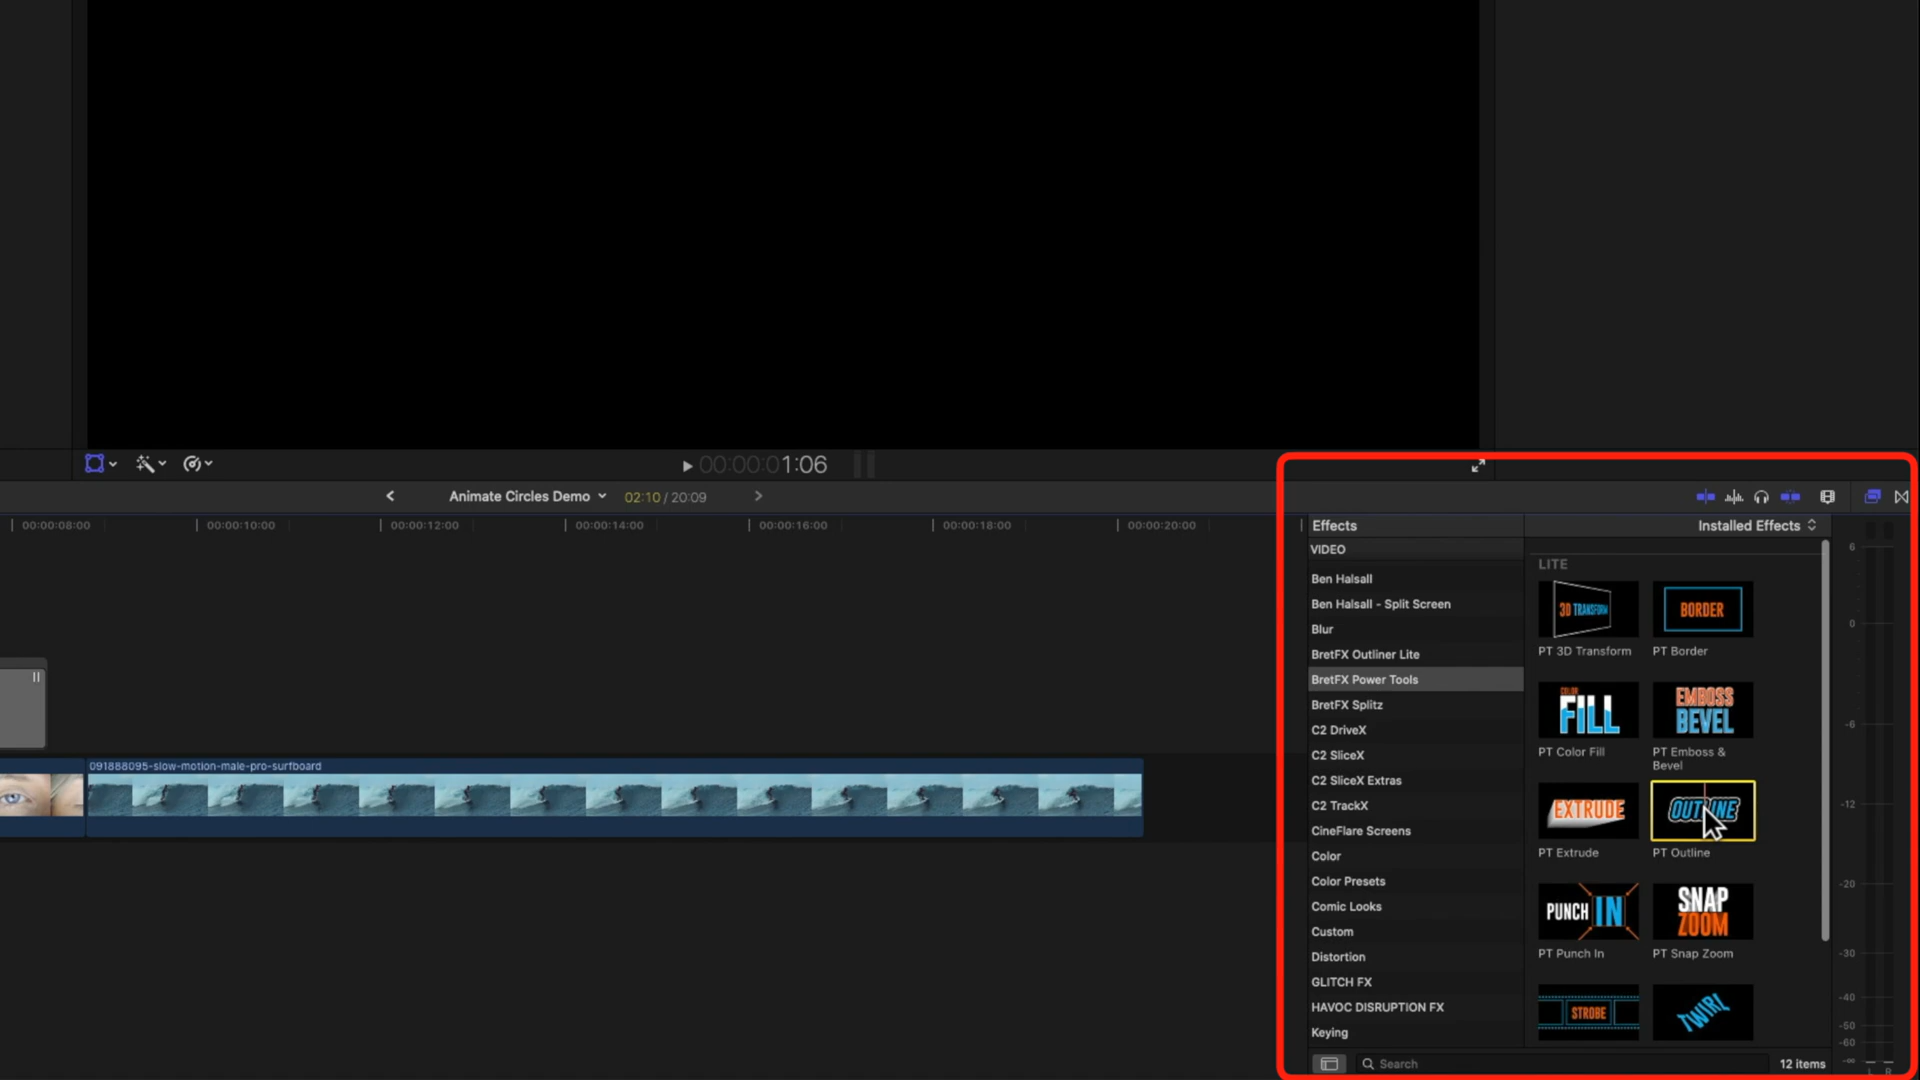 00:00:01:06
Animate Circles Demo
02:10 / 20:09
00:00:08:00
00:00:10:00
00:00:12:00
00:00:14:00
00:00:16:00
00:00:18:00
00:00:20:00
091888095-slow-motion-male-pro-surfboard
Effects
Installed Effects
VIDEO
Ben Halsall
Ben Halsall - Split Screen
Blur
BretFX Outliner Lite
BretFX Power Tools
BretFX Splitz
C2 DriveX
C2 SliceX
C2 SliceX Extras
C2 TrackX
CineFlare Screens
Color
Color Presets
Comic Looks
Custom
Distortion
GLITCH FX
HAVOC DISRUPTION FX
Keying
LITE
3D TRANSFORM
BORDER
PT 3D Transform
PT Border
COLOR
FILL
EMBOSS
BEVEL
PT Color Fill
PT Emboss &
Bevel
EXTRUDE
OUTLINE
PT Extrude
PT Outline
PUNCH IN
SNAP
ZOOM
PT Punch In
PT Snap Zoom
STROBE
TWIRL
Search
12 items
6
0
-6
-12
-20
-30
-40
-50
-60
-∞
L R